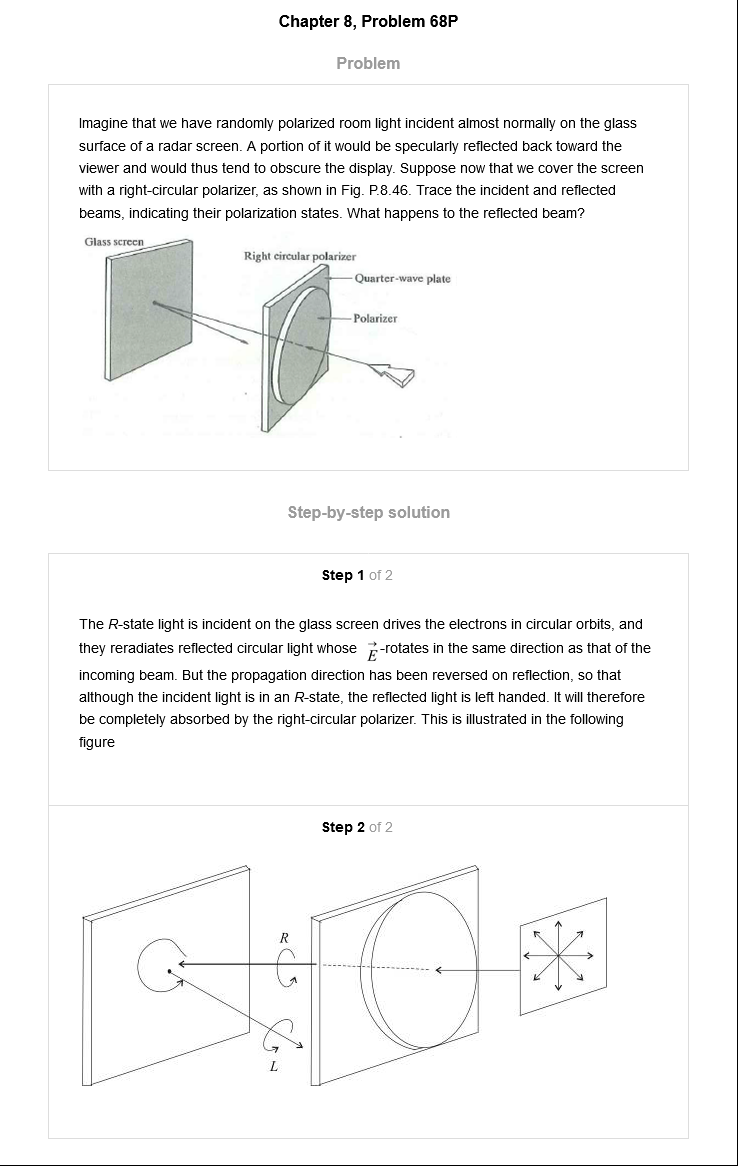 Chapter 8, Problem 68P
Problem
Imagine that we have randomly polarized room light incident almost normally on the glass
surface of a radar screen. A portion of it would be specularly reflected back toward the
viewer and would thus tend to obscure the display. Suppose now that we cover the screen
with a right-circular polarizer, as shown in Fig. P.8.46. Trace the incident and reflected
beams, indicating their polarization states. What happens to the reflected beam?
Glass screen
Right circular polarizer
Quarter-wave plate
Polarizer
Step-by-step solution
Step 1 of 2
The R-state light is incident on the glass screen drives the electrons in circular orbits, and
they reradiates reflected circular light whose E⃗-rotates in the same direction as that of the
incoming beam. But the propagation direction has been reversed on reflection, so that
although the incident light is in an R-state, the reflected light is left handed. It will therefore
be completely absorbed by the right-circular polarizer. This is illustrated in the following
figure
Step 2 of 2
R
L